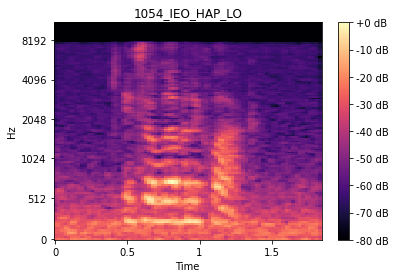 1054_IEO_HAP_LO
+0 dB
8192
-10 dB
4096
-20 dB
-30 dB
2048
Hz
-40 dB
1024
-50 dB
512
-60 dB
-70 dB
0
-80 dB
0
0.5
1
1.5
Time